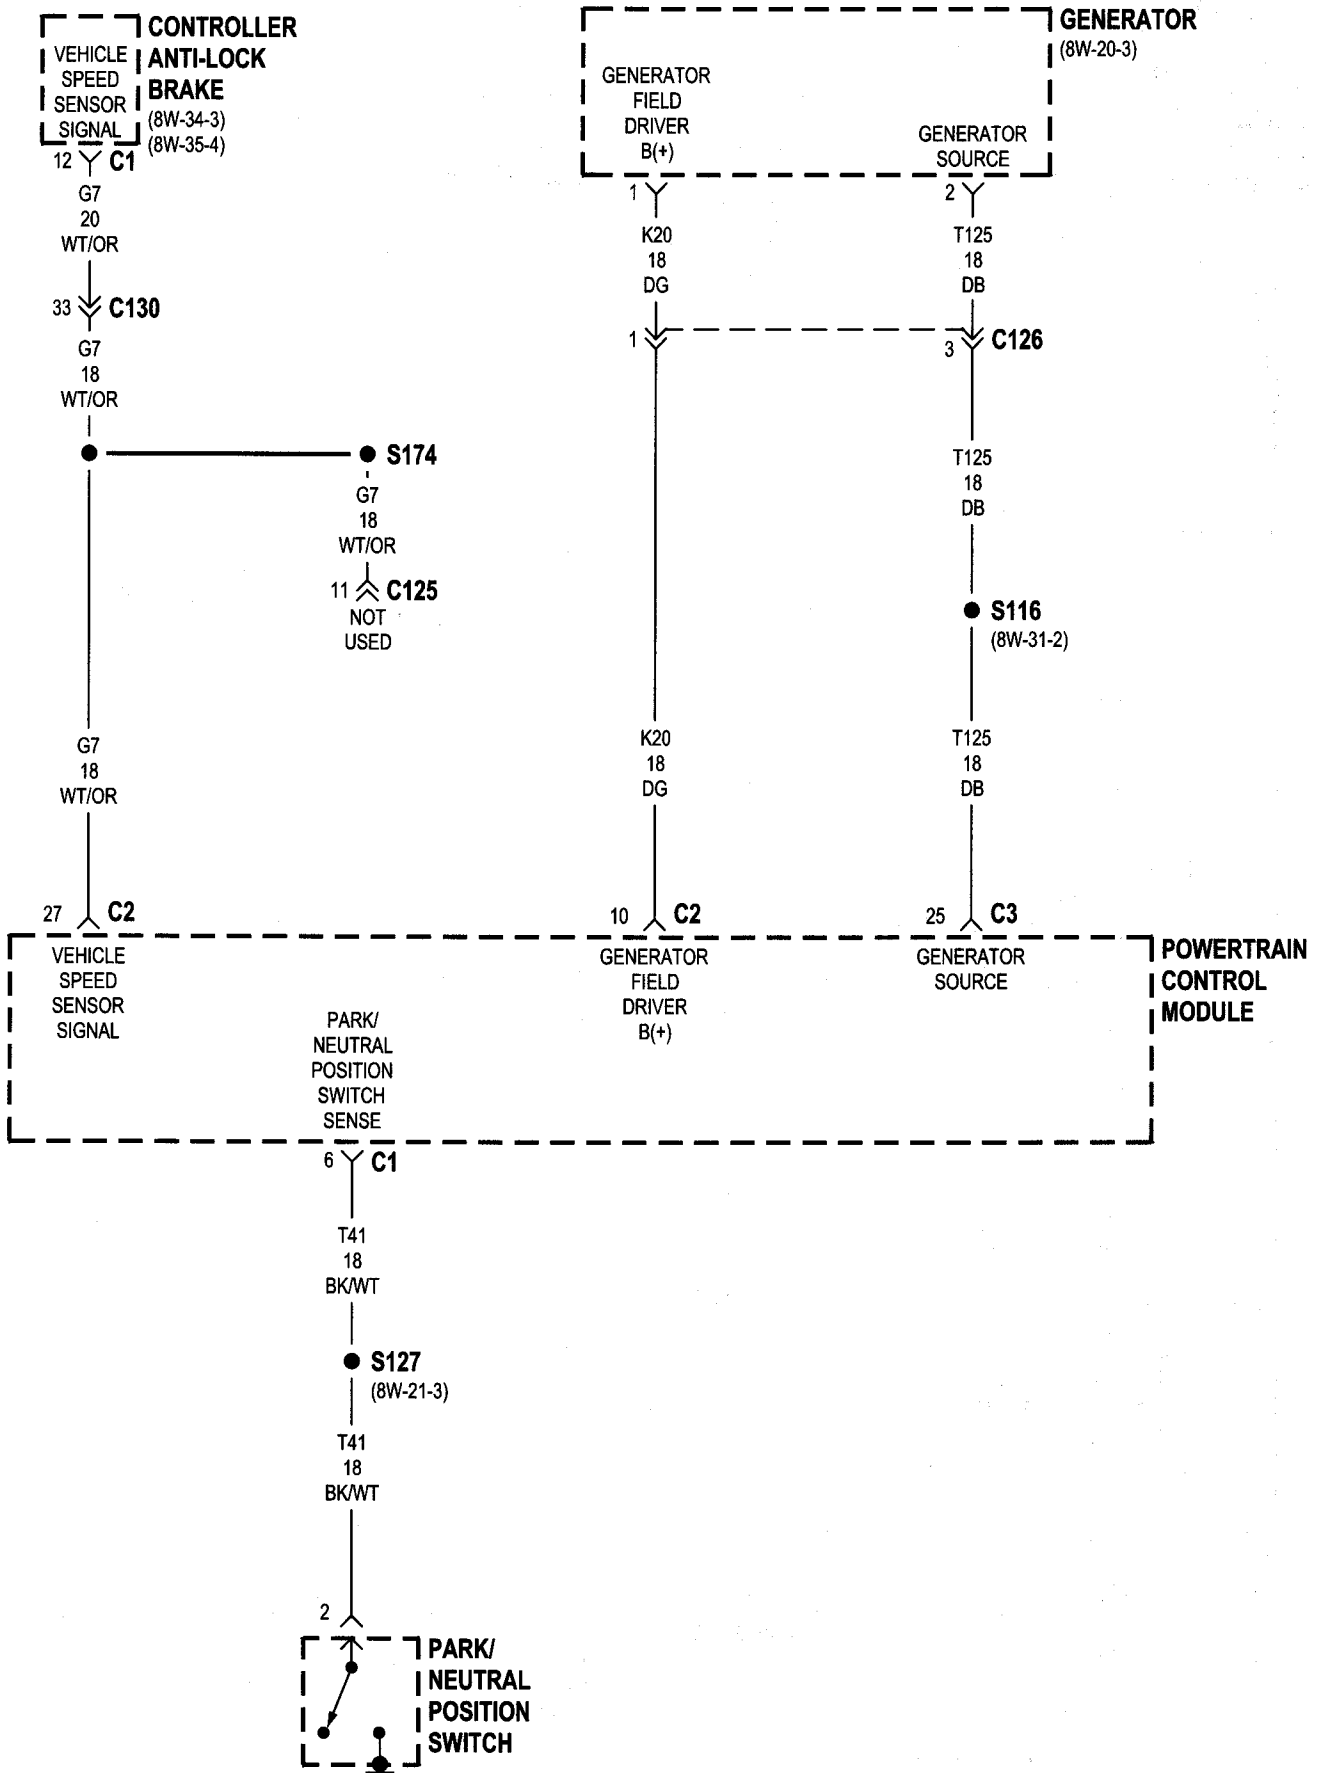 CONTROLLER
ANTI-LOCK
BRAKE
(8W-34-3)
(8W-35-4)
VEHICLE
SPEED
SENSOR
SIGNAL
12
C1
G7
20
WT/OR
33
C130
G7
18
WT/OR
S174
G7
18
WT/OR
11
C125
NOT
USED
G7
18
WT/OR
27
C2
GENERATOR
(8W-20-3)
GENERATOR
FIELD
DRIVER
B(+)
GENERATOR
SOURCE
1
2
K20
18
DG
T125
18
DB
1
3
C126
T125
18
DB
S116
(8W-31-2)
K20
18
DG
T125
18
DB
10
C2
25
C3
POWERTRAIN
CONTROL
MODULE
VEHICLE
SPEED
SENSOR
SIGNAL
PARK/
NEUTRAL
POSITION
SWITCH
SENSE
GENERATOR
FIELD
DRIVER
B(+)
GENERATOR
SOURCE
6
C1
T41
18
BK/WT
S127
(8W-21-3)
T41
18
BK/WT
2
PARK/
NEUTRAL
POSITION
SWITCH